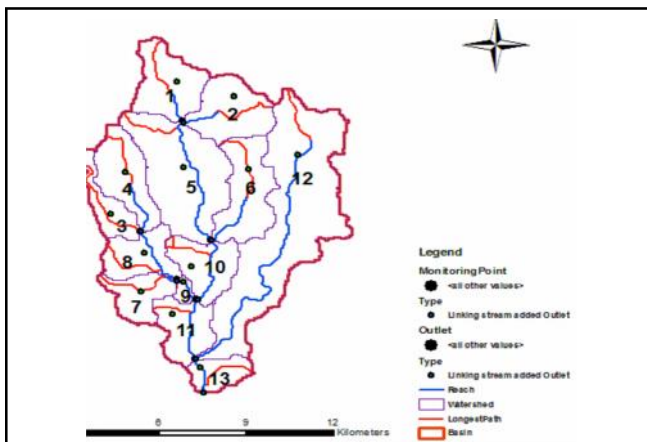 1
2
12
4
5
6
3
8
10
9
7
11
13
Legend
Monitoring Point
<all other values>
Type
Linking stream added Outlet
Outlet
<all other values>
Type
Linking stream added Outlet
Reach
Watershed
LongestPath
Basin
6 9 12
Kilometers